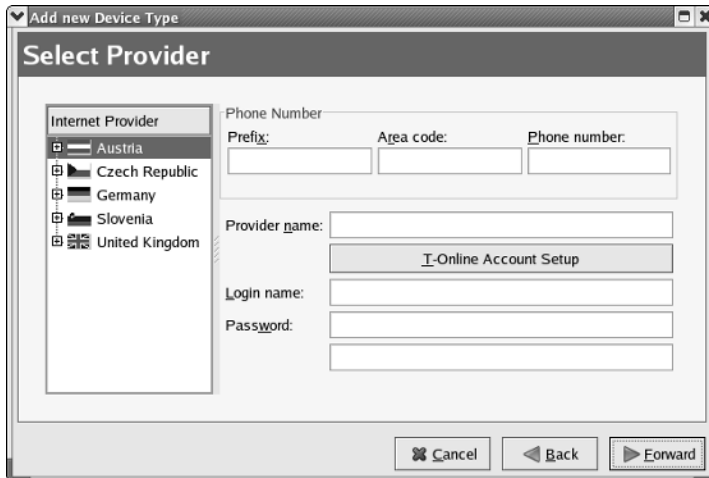 Add new Device Type
Select Provider
Internet Provider
Austria
Czech Republic
Germany
Slovenia
United Kingdom
Phone Number
Prefix:
Area code:
Phone number:
Provider name:
T-Online Account Setup
Login name:
Password:
Cancel
Back
Forward